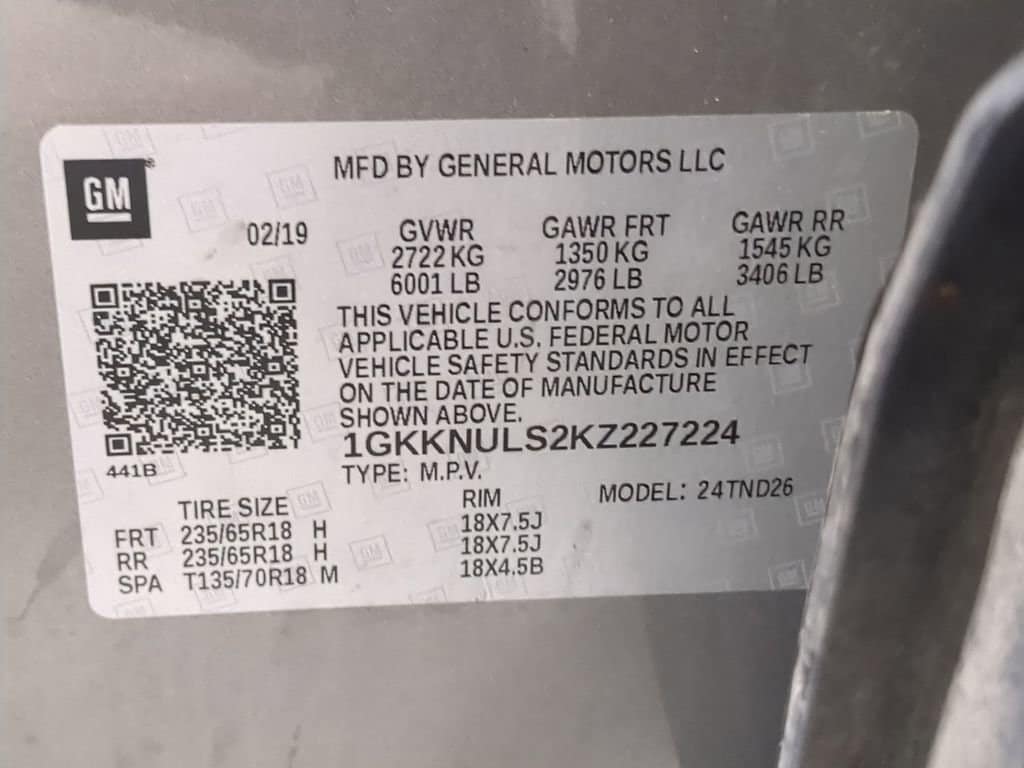 GM
MFD BY GENERAL MOTORS LLC
02/19
GVWR GAWR FRT GAWR RR
2722 KG 1350 KG 1545 KG
6001 LB 2976 LB 3406 LB
THIS VEHICLE CONFORMS TO ALL
APPLICABLE U.S. FEDERAL MOTOR
VEHICLE SAFETY STANDARDS IN EFFECT
ON THE DATE OF MANUFACTURE
SHOWN ABOVE.
1GKKNULS2KZ227224
441B
TYPE: M.P.V. MODEL: 24TND26
TIRE SIZE RIM
FRT 235/65R18 H 18X7.5J
RR 235/65R18 H 18X7.5J
SPA T135/70R18 M 18X4.5B